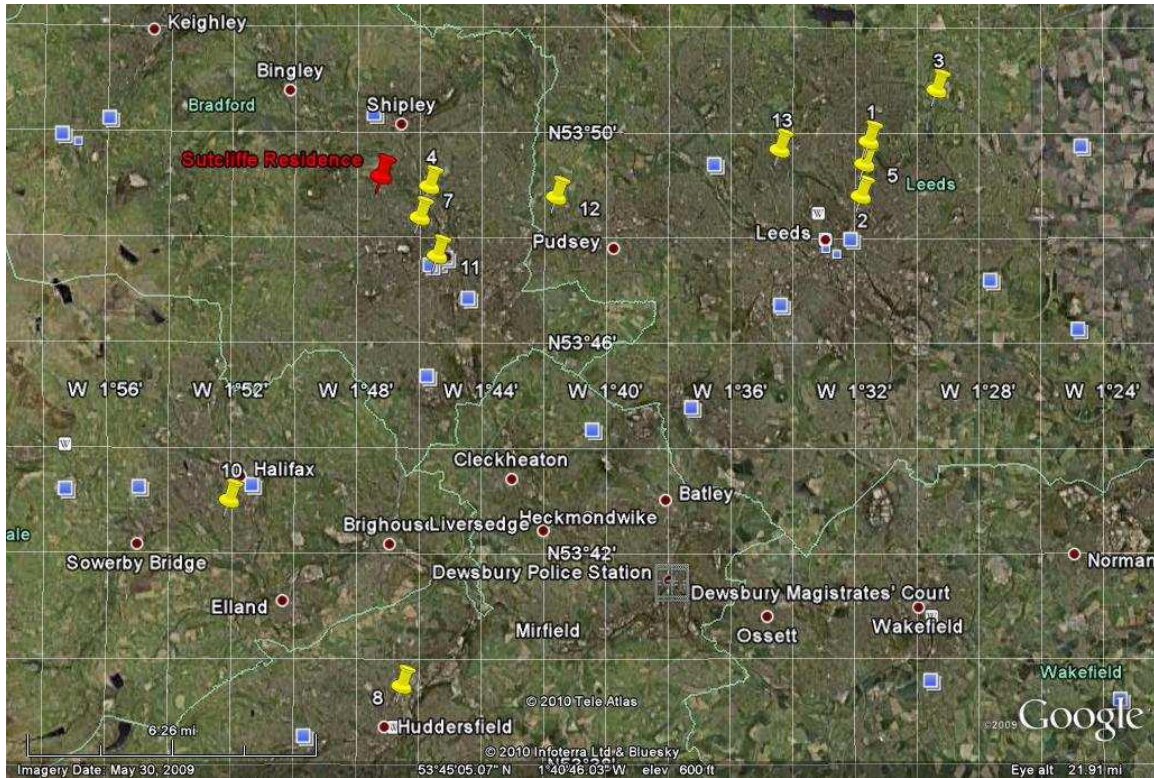 Keighley
Bingley
Bradford
Shipley
3
N53°50'
13
1
Sutcliffe Residence
4
5
Leeds
7
12
2
Pudsey
Leeds
11
N53°46'
W 1°56' W 1°52' W 1°48' W 1°44' W 1°40' W 1°36' W 1°32' W 1°28' W 1°24'
W
10 Halifax
Cleckheaton
Batley
Heckmondwike
Brighouse Liversedge
ale
N53°42'
Sowerby Bridge
Norman
Dewsbury Police Station
Dewsbury Magistrates' Court
Elland
Mirfield
Ossett
Wakefield
Wakefield
8
© 2010 Tele Atlas
Huddersfield
6.26 mi
©2009 Google
© 2010 Infoterra Ltd & Bluesky
N53°38'
Imagery Date: May 30, 2009 53°45'05.07" N 1°40'46.03" W elev 600 ft Eye alt 21.91 mi